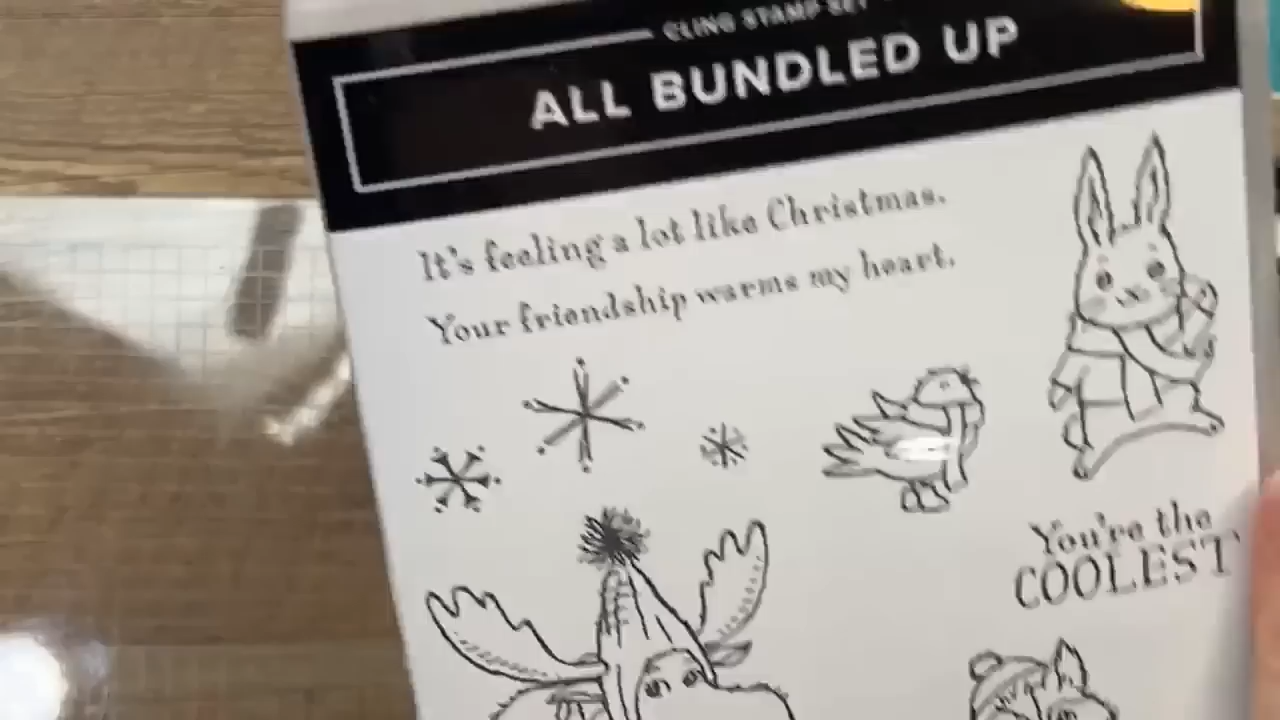 CLING STAMP SET
ALL BUNDLED UP
It's feeling a lot like Christmas.
Your friendship warms my heart.
You're the
COOLEST